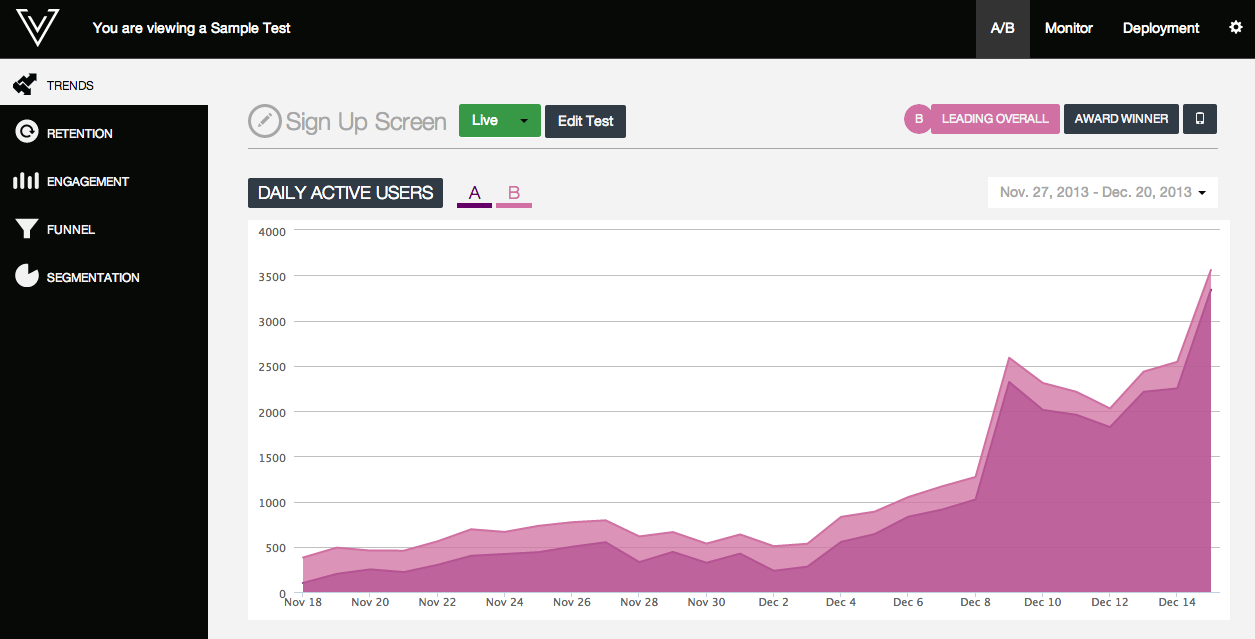 You are viewing a Sample Test
A/B Monitor Deployment
TRENDS
RETENTION
ENGAGEMENT
FUNNEL
SEGMENTATION
Sign Up Screen Live Edit Test
B LEADING OVERALL AWARD WINNER
DAILY ACTIVE USERS A B
Nov. 27, 2013 - Dec. 20, 2013
4000
3500
3000
2500
2000
1500
1000
500
0
Nov 18 Nov 20 Nov 22 Nov 24 Nov 26 Nov 28 Nov 30 Dec 2 Dec 4 Dec 6 Dec 8 Dec 10 Dec 12 Dec 14